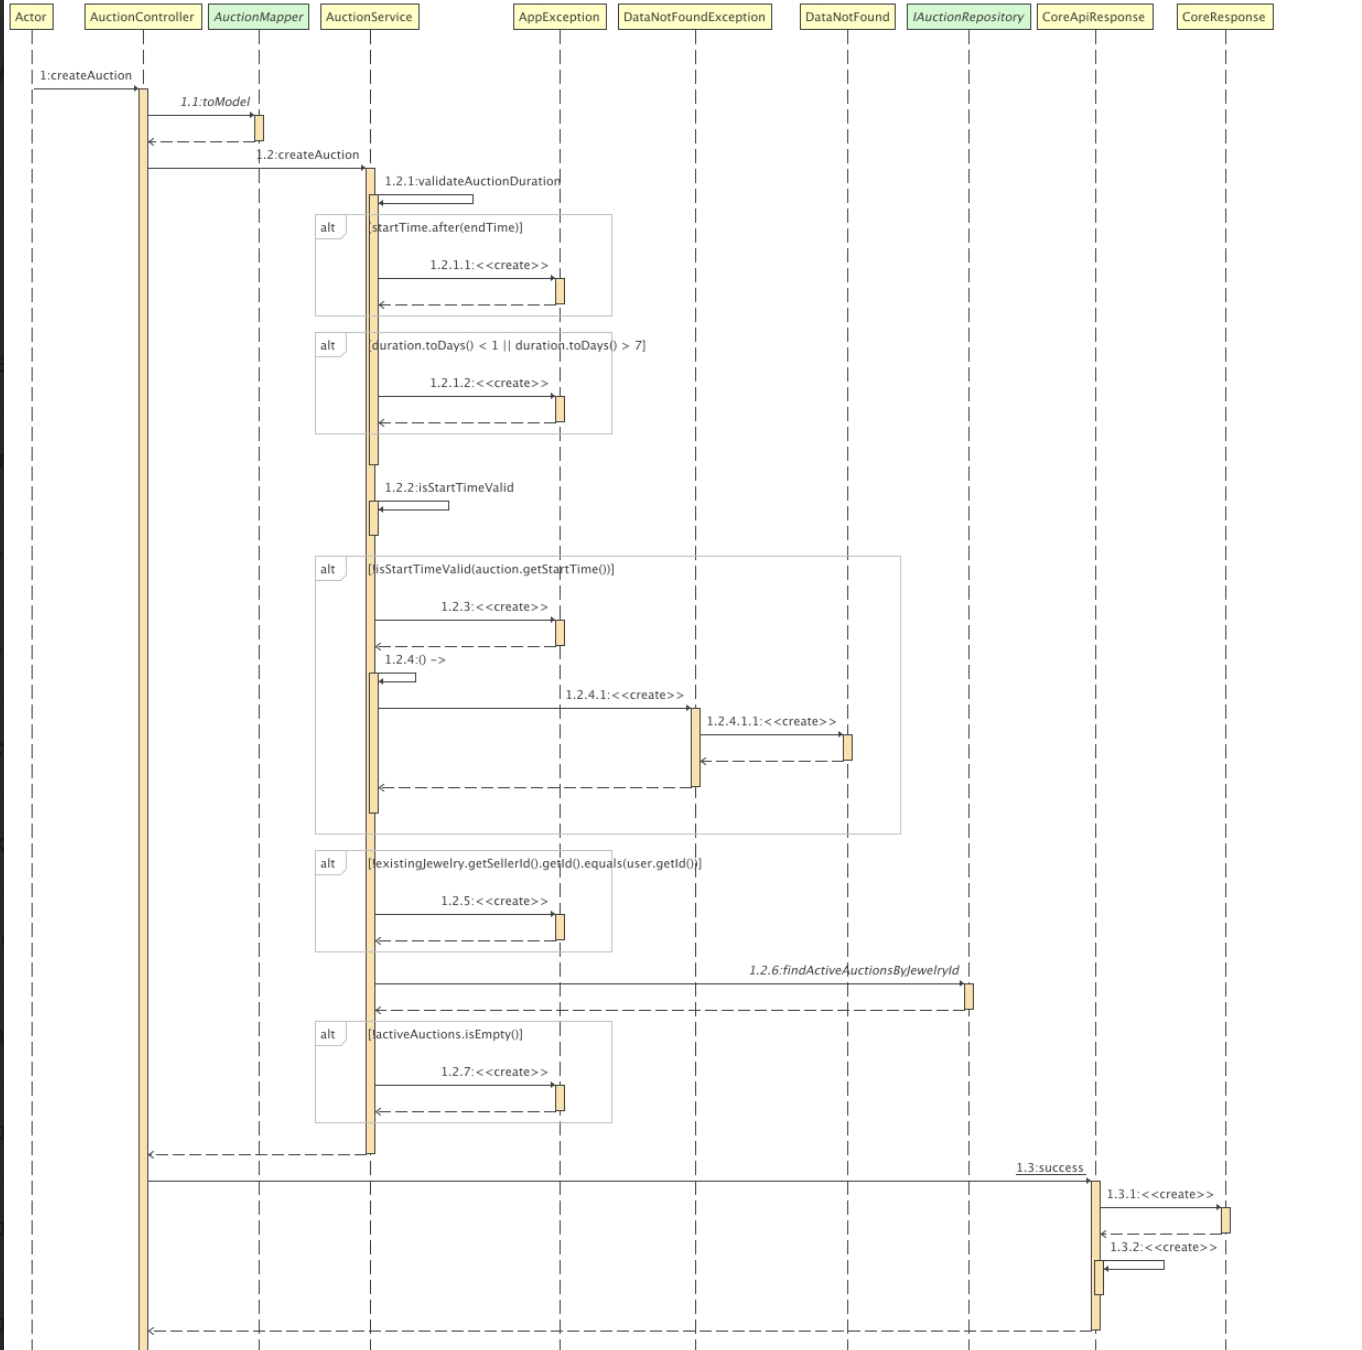 Actor
AuctionController
AuctionMapper
AuctionService
AppException
DataNotFoundException
DataNotFound
IAuctionRepository
CoreApiResponse
CoreResponse
1:createAuction
1.1:toModel
1.2:createAuction
1.2.1:validateAuctionDuration
alt
[startTime.after(endTime)]
1.2.1.1:<<create>>
alt
[duration.toDays() < 1 || duration.toDays() > 7]
1.2.1.2:<<create>>
1.2.2:isStartTimeValid
alt
[!isStartTimeValid(auction.getStartTime())]
1.2.3:<<create>>
1.2.4:() ->
1.2.4.1:<<create>>
1.2.4.1.1:<<create>>
alt
[!existingJewelry.getSellerId().getId().equals(user.getId())]
1.2.5:<<create>>
1.2.6:findActiveAuctionsByJewelryId
alt
[!activeAuctions.isEmpty()]
1.2.7:<<create>>
1.3:success
1.3.1:<<create>>
1.3.2:<<create>>